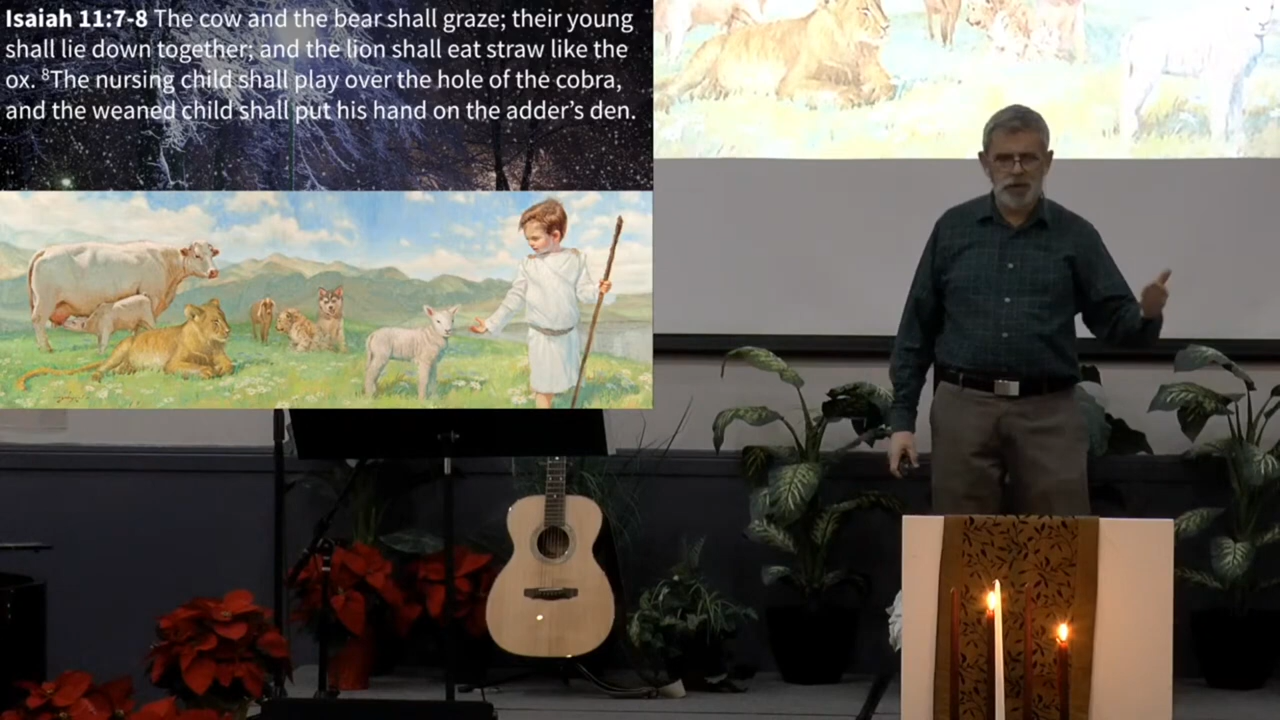 Isaiah 11:7-8 The cow and the bear shall graze; their young
shall lie down together; and the lion shall eat straw like the
ox. ⁸The nursing child shall play over the hole of the cobra,
and the weaned child shall put his hand on the adder’s den.